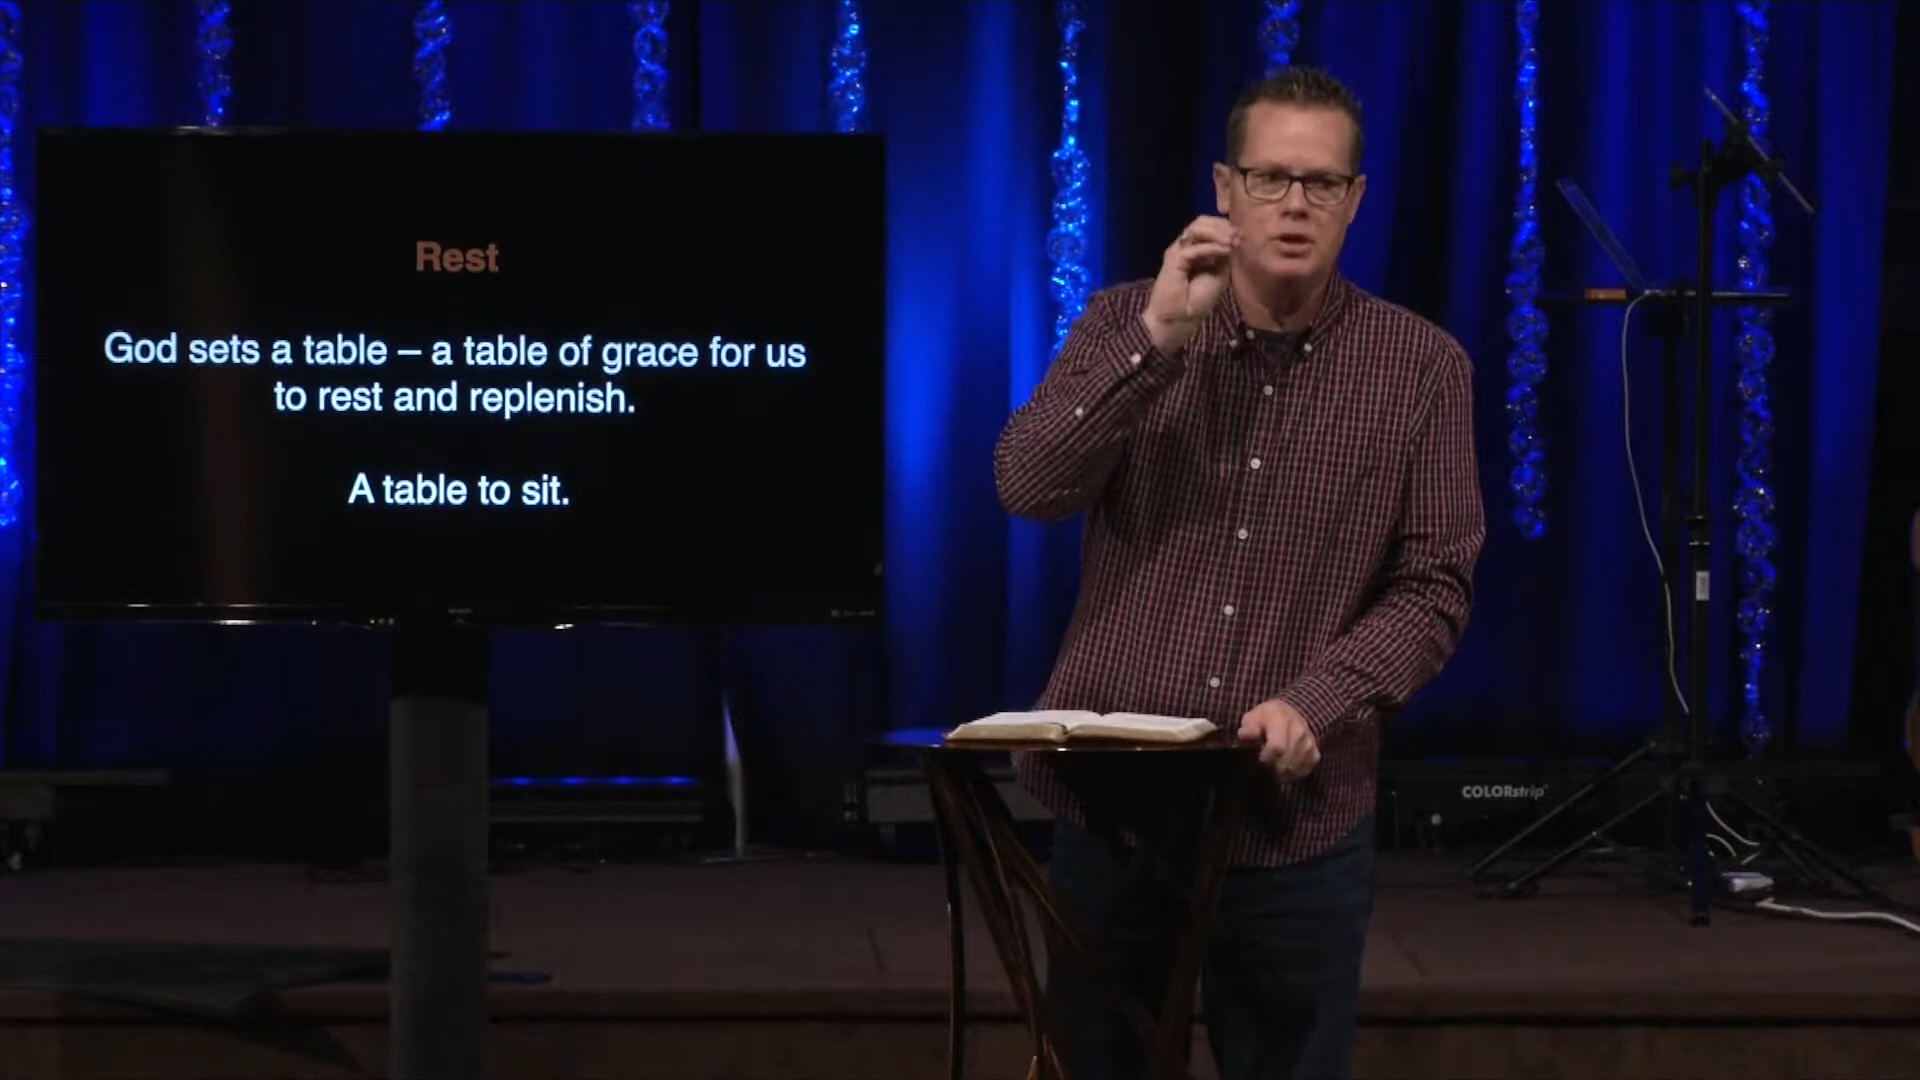 Rest
God sets a table – a table of grace for us
to rest and replenish.
A table to sit.
COLORstrip